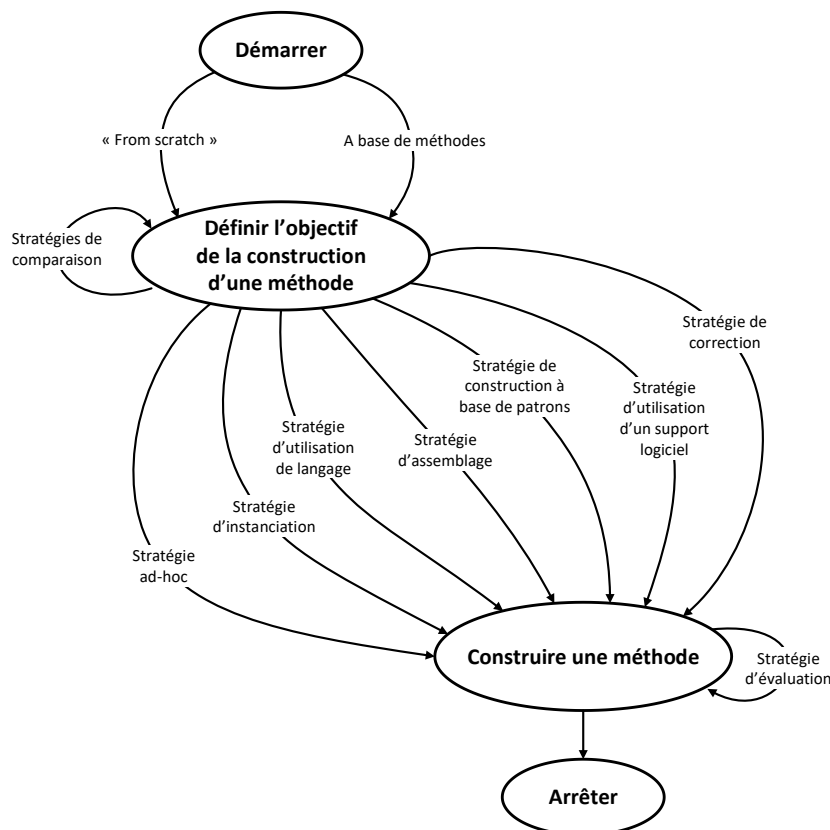 Démarrer
« From scratch »
A base de méthodes
Définir l’objectif
de la construction
d’une méthode
Stratégies de
comparaison
Stratégie de
correction
Stratégie de
construction à
base de patrons
Stratégie
d’utilisation
d’un support
logiciel
Stratégie
d’utilisation
de langage
Stratégie
d’assemblage
Stratégie
d’instanciation
Stratégie
ad-hoc
Construire une méthode
Stratégie
d’évaluation
Arrêter